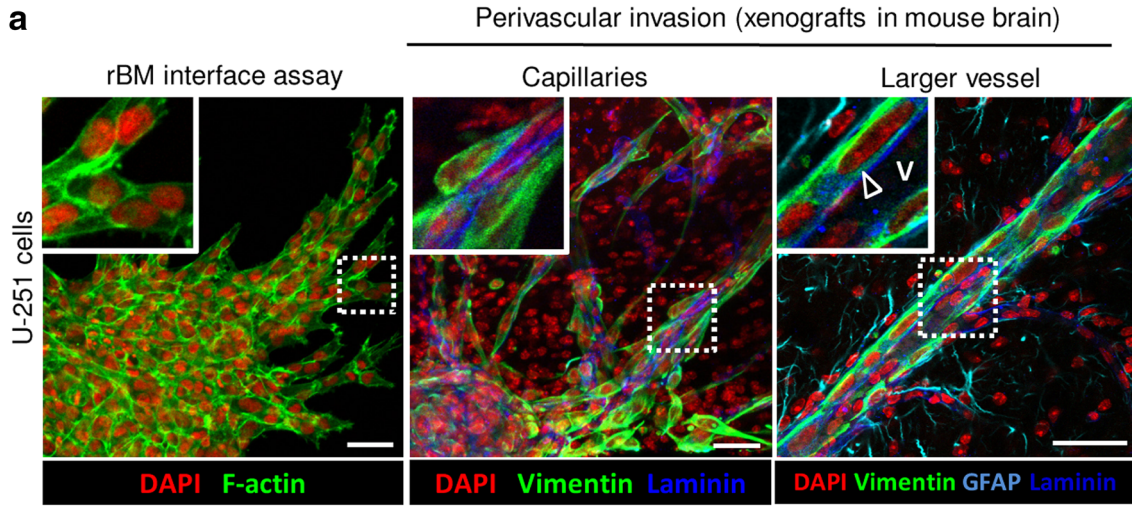 a
Perivascular invasion (xenografts in mouse brain)
rBM interface assay
Capillaries
Larger vessel
U-251 cells
V
DAPI F-actin
DAPI Vimentin Laminin
DAPI Vimentin GFAP Laminin